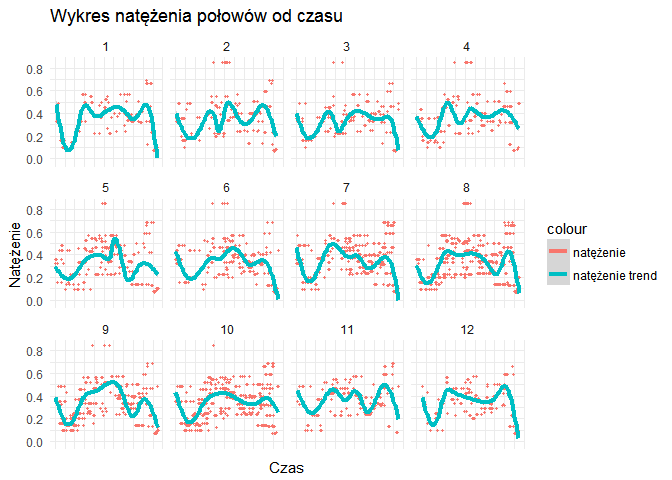 Wykres natężenia połowów od czasu
1 2 3 4
0.8
0.6
0.4
0.2
0.0
5 6 7 8
0.8
0.6
0.4
0.2
0.0
9 10 11 12
0.8
0.6
0.4
0.2
0.0
Natężenie
Czas
colour
natężenie
natężenie trend